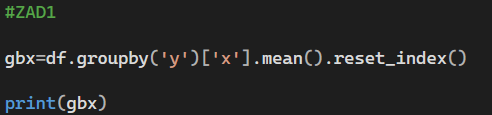 #ZAD1
gbx=df.groupby('y')['x'].mean().reset_index()
print(gbx)